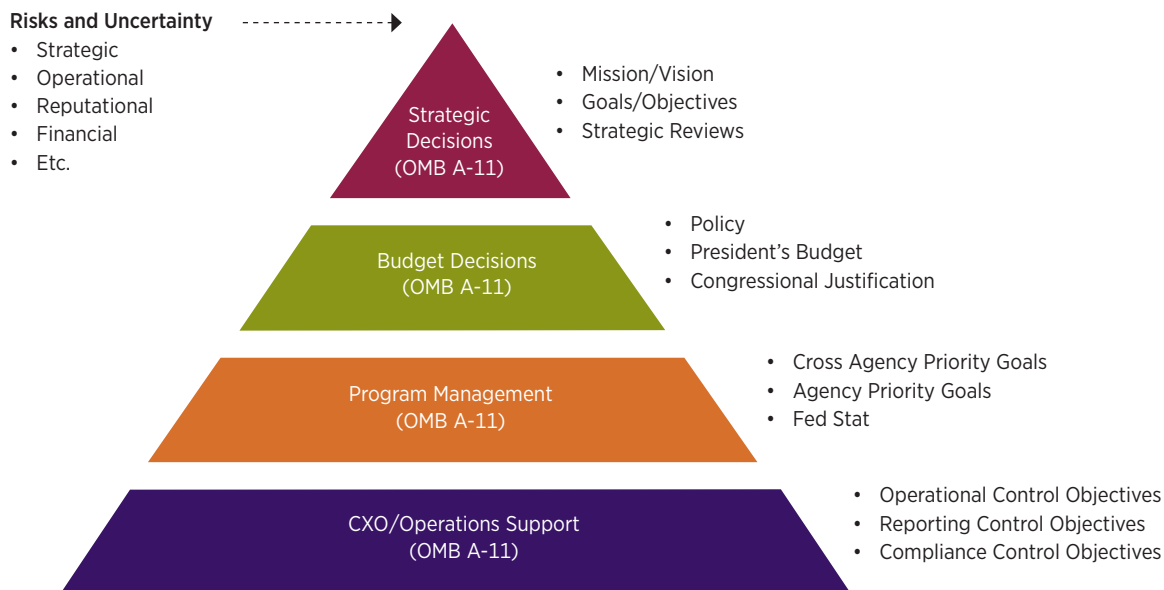 Risks and Uncertainty
• Strategic
• Operational
• Reputational
• Financial
• Etc.
Strategic
Decisions
(OMB A-11)
• Mission/Vision
• Goals/Objectives
• Strategic Reviews
Budget Decisions
(OMB A-11)
• Policy
• President’s Budget
• Congressional Justification
Program Management
(OMB A-11)
• Cross Agency Priority Goals
• Agency Priority Goals
• Fed Stat
CXO/Operations Support
(OMB A-11)
• Operational Control Objectives
• Reporting Control Objectives
• Compliance Control Objectives